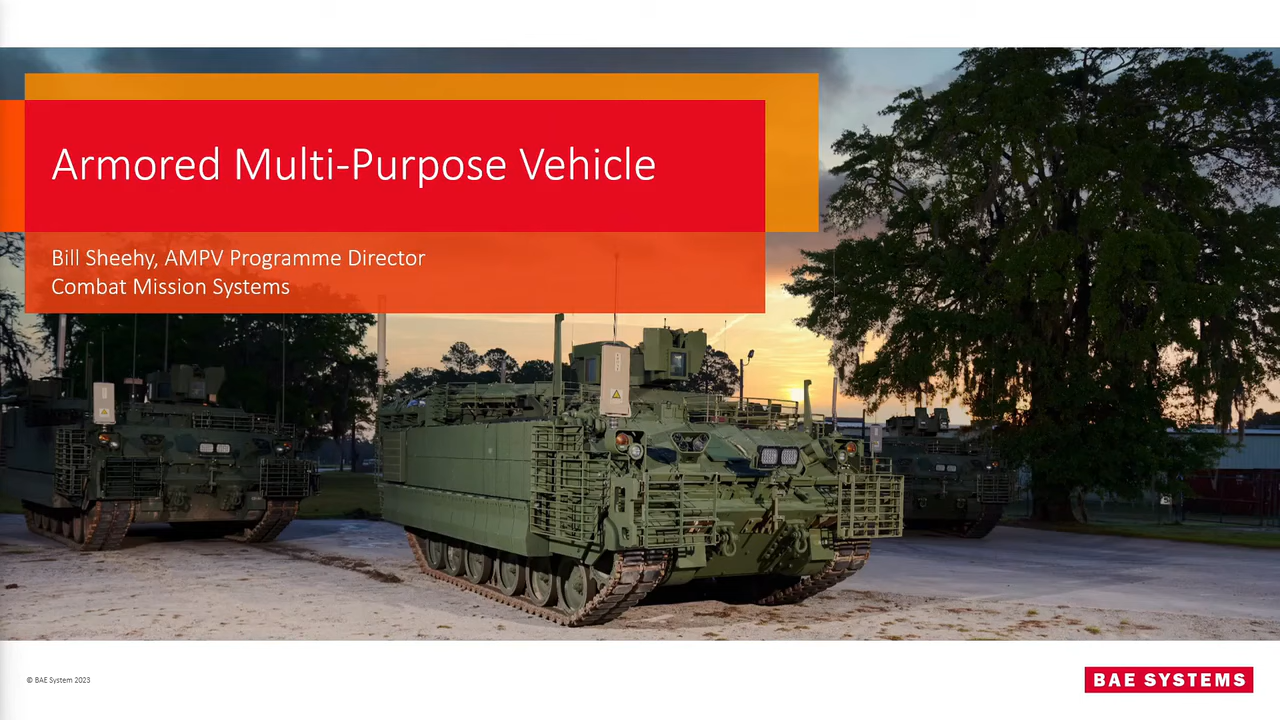 Armored Multi-Purpose Vehicle
Bill Sheehy, AMPV Programme Director
Combat Mission Systems
© BAE System 2023
BAE SYSTEMS